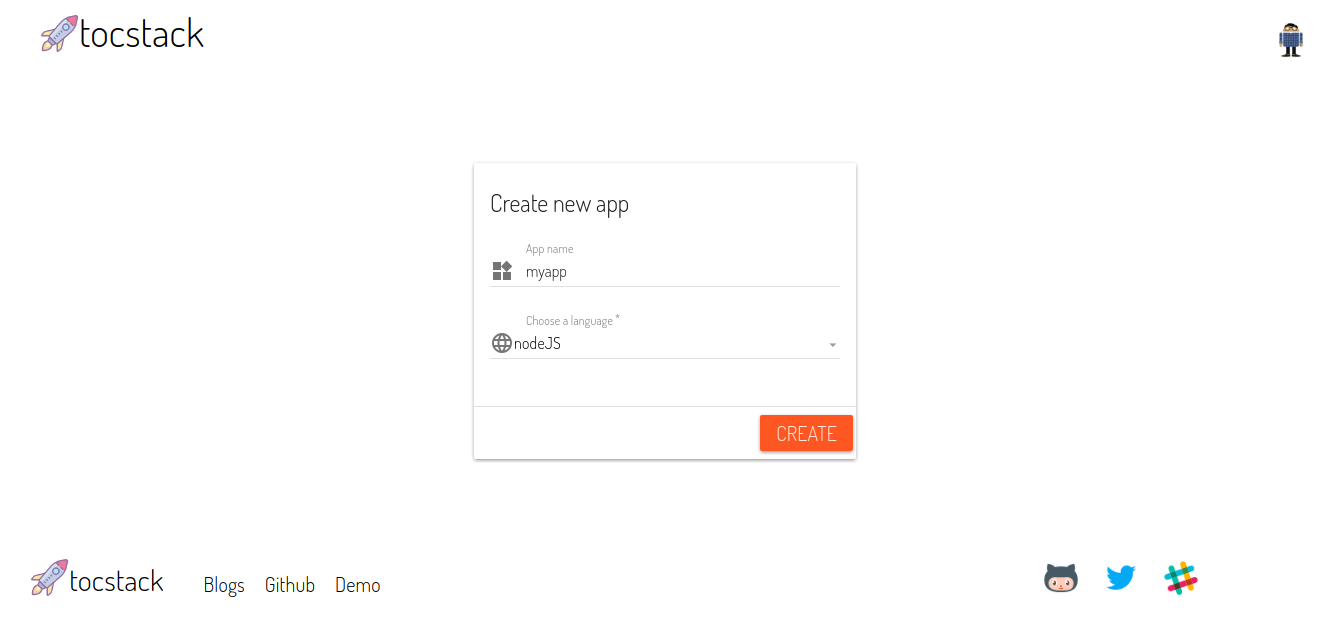 tocstack
Create new app
App name
myapp
Choose a language *
nodeJS
CREATE
tocstack
Blogs Github Demo